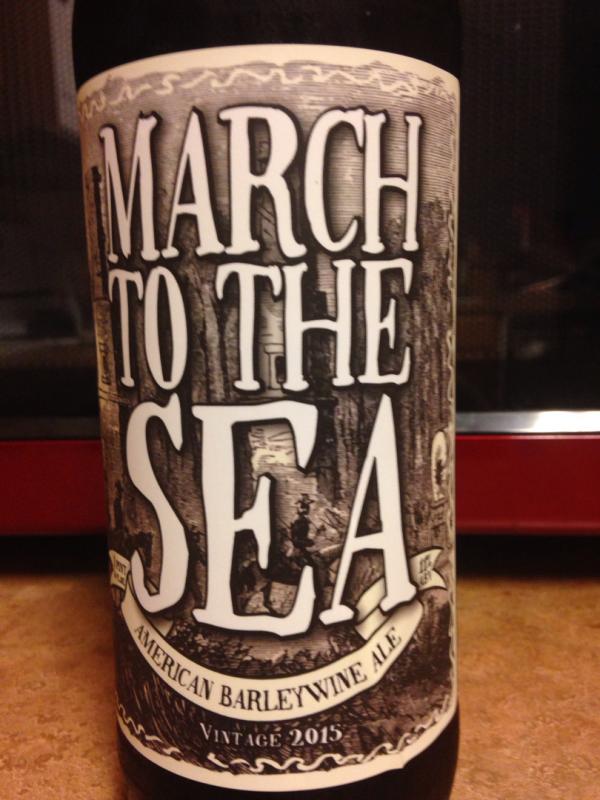 MARCH
TO THE
SEA
AMERICAN BARLEYWINE ALE
VINTAGE 2015